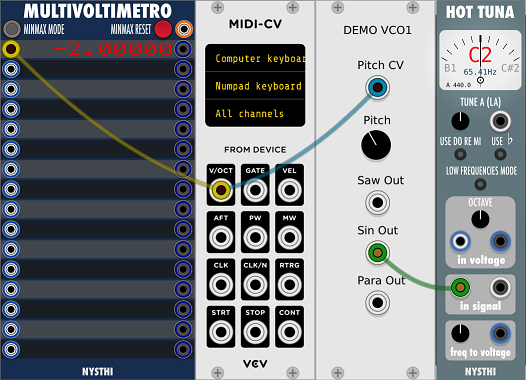 MULTIVOLTIMETRO
MINMAX MODE
MINMAX RESET
-2.00000
NYSTHI
MIDI-CV
Computer keyboar
Numpad keyboard
All channels
FROM DEVICE
V/OCT GATE VEL
AFT PW MW
CLK CLK/N RTRG
STRT STOP CONT
VCV
DEMO VCO1
Pitch CV
Pitch
Saw Out
Sin Out
Para Out
HOT TUNA
C2
B1 C#2
65.41Hz
A 440.0
TUNE A (LA)
USE DO RE MI USE ♭
LOW FREQUENCIES MODE
OCTAVE
in voltage
in signal
freq to voltage
NYSTHI